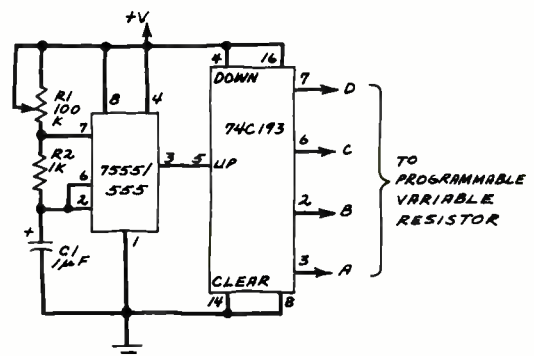 +V
4
16
DOWN
7
D
R1
100
K
8
4
74C193
7
6
C
R2
1K
7555/
555
3
5
UP
TO
PROGRAMMABLE
VARIABLE
RESISTOR
6
2
2
B
+
C1
1µF
1
3
A
CLEAR
14
8